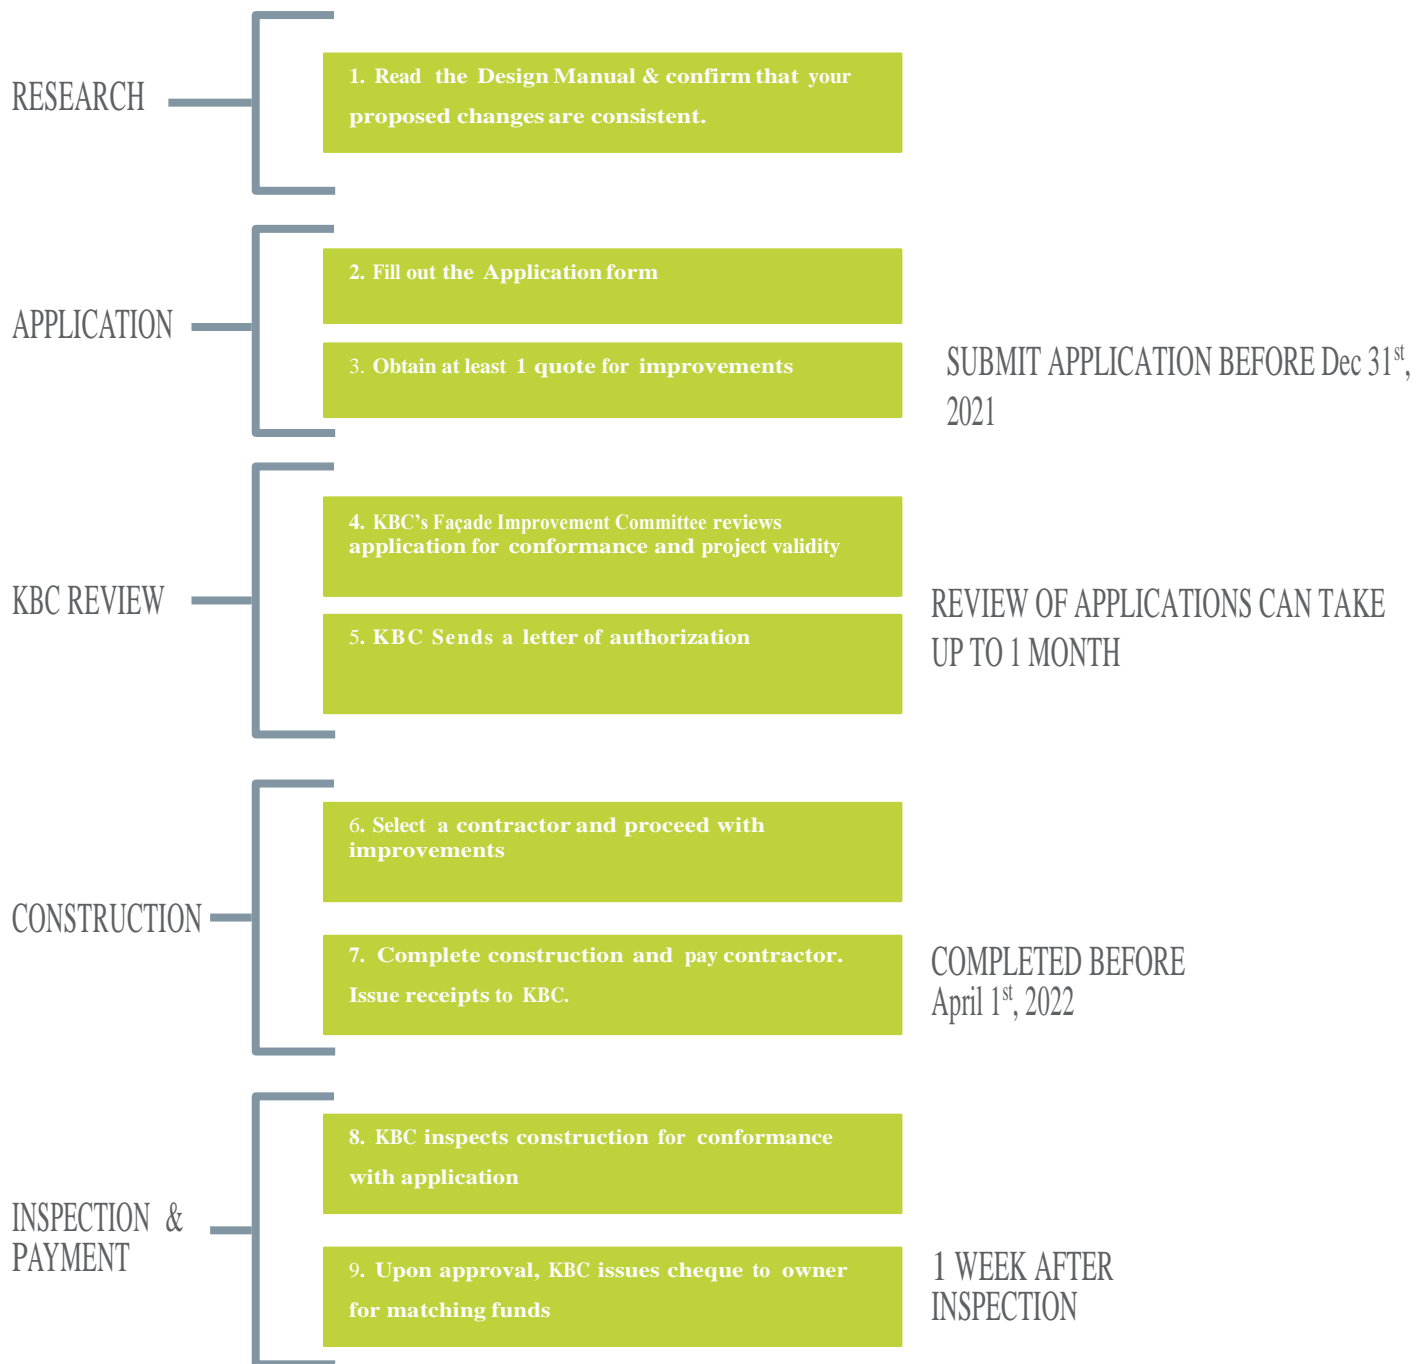 RESEARCH
1. Read the Design Manual & confirm that your
proposed changes are consistent.
APPLICATION
2. Fill out the Application form
3. Obtain at least 1 quote for improvements
SUBMIT APPLICATION BEFORE Dec 31st,
2021
KBC REVIEW
4. KBC’s Façade Improvement Committee reviews
application for conformance and project validity
5. KBC Sends a letter of authorization
REVIEW OF APPLICATIONS CAN TAKE
UP TO 1 MONTH
CONSTRUCTION
6. Select a contractor and proceed with
improvements
7. Complete construction and pay contractor.
Issue receipts to KBC.
COMPLETED BEFORE
April 1st, 2022
INSPECTION &
PAYMENT
8. KBC inspects construction for conformance
with application
9. Upon approval, KBC issues cheque to owner
for matching funds
1 WEEK AFTER
INSPECTION